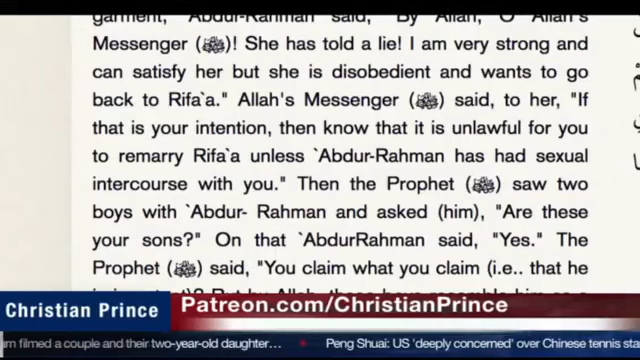 garment," `Abdur-Rahman said, "By Allah, O Allah's
Messenger (ﷺ)! She has told a lie! I am very strong and
can satisfy her but she is disobedient and wants to go
back to Rifa`a." Allah's Messenger (ﷺ) said, to her, "If
that is your intention, then know that it is unlawful for you
to remarry Rifa`a unless `Abdur-Rahman has had sexual
intercourse with you." Then the Prophet (ﷺ) saw two
boys with `Abdur- Rahman and asked (him), "Are these
your sons?" On that `AbdurRahman said, "Yes." The
Prophet (ﷺ) said, "You claim what you claim (i.e.. that he
Christian Prince
Patreon.com/ChristianPrince
am filmed a couple and their two-year-old daughter… Peng Shuai: US 'deeply concerned' over Chinese tennis sta